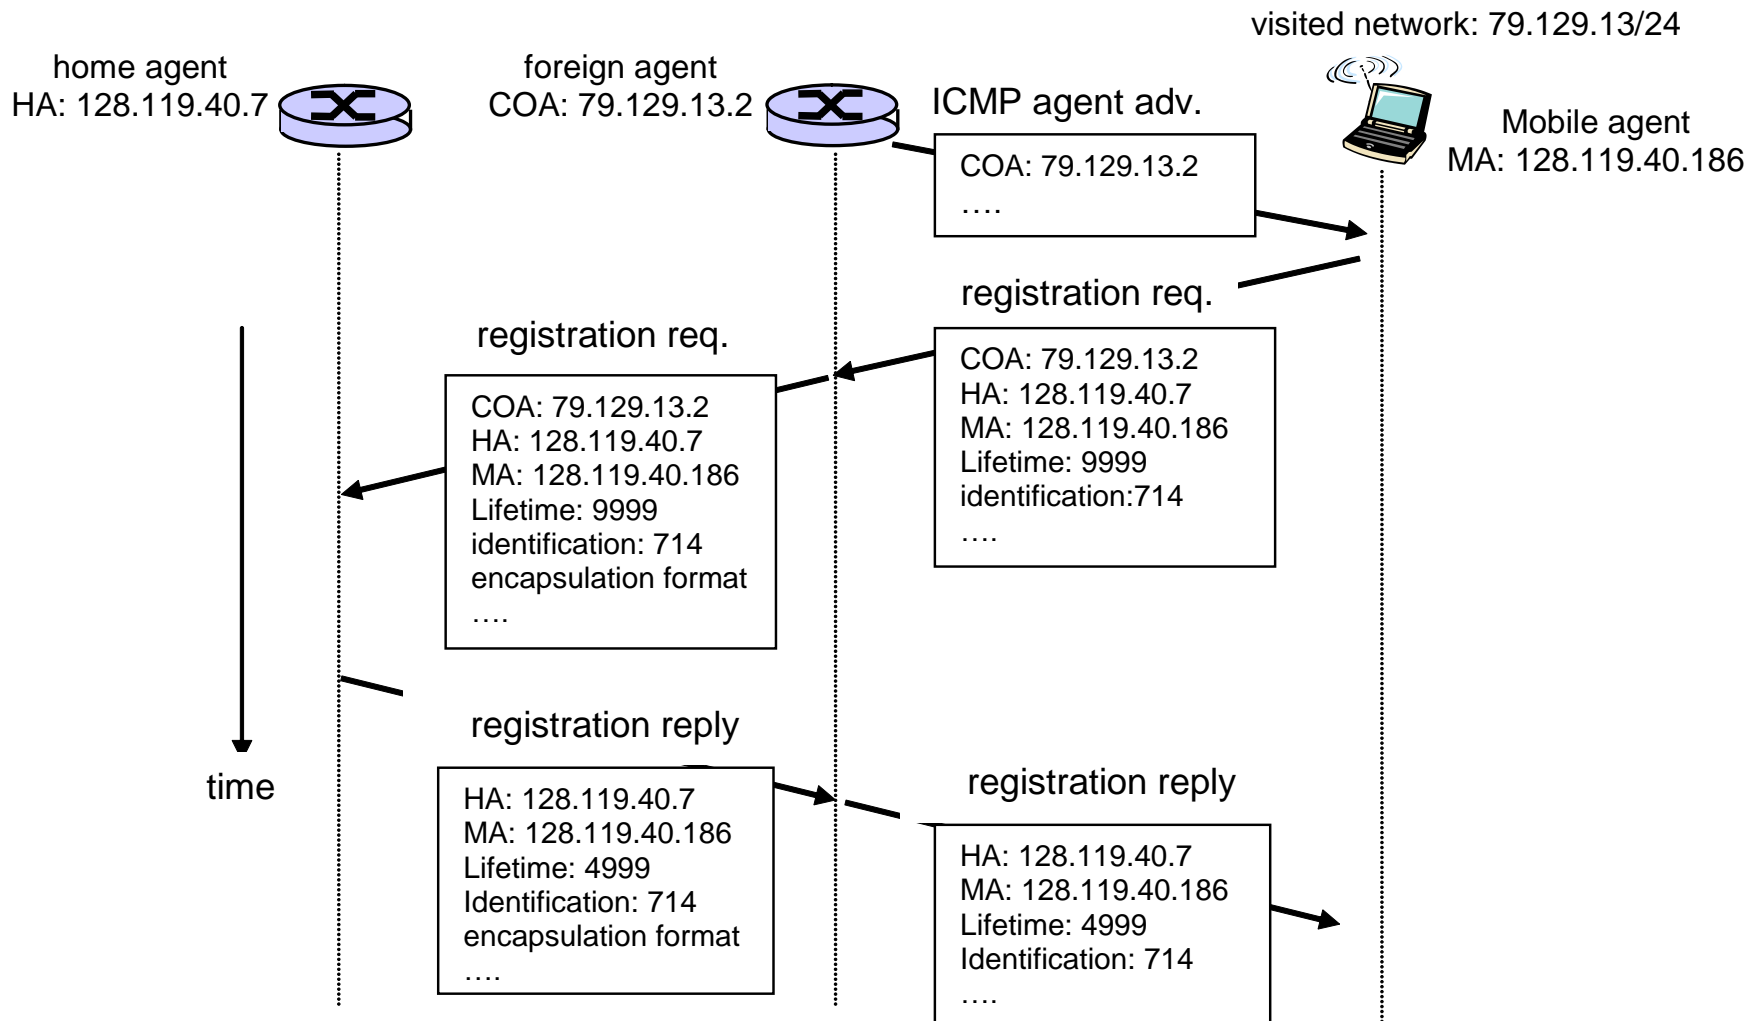 visited network: 79.129.13/24
home agent
HA: 128.119.40.7
foreign agent
COA: 79.129.13.2
ICMP agent adv.
Mobile agent
MA: 128.119.40.186
COA: 79.129.13.2
….
registration req.
COA: 79.129.13.2
HA: 128.119.40.7
MA: 128.119.40.186
Lifetime: 9999
identification:714
….
registration req.
COA: 79.129.13.2
HA: 128.119.40.7
MA: 128.119.40.186
Lifetime: 9999
identification: 714
encapsulation format
….
time
registration reply
HA: 128.119.40.7
MA: 128.119.40.186
Lifetime: 4999
Identification: 714
encapsulation format
….
registration reply
HA: 128.119.40.7
MA: 128.119.40.186
Lifetime: 4999
Identification: 714
….